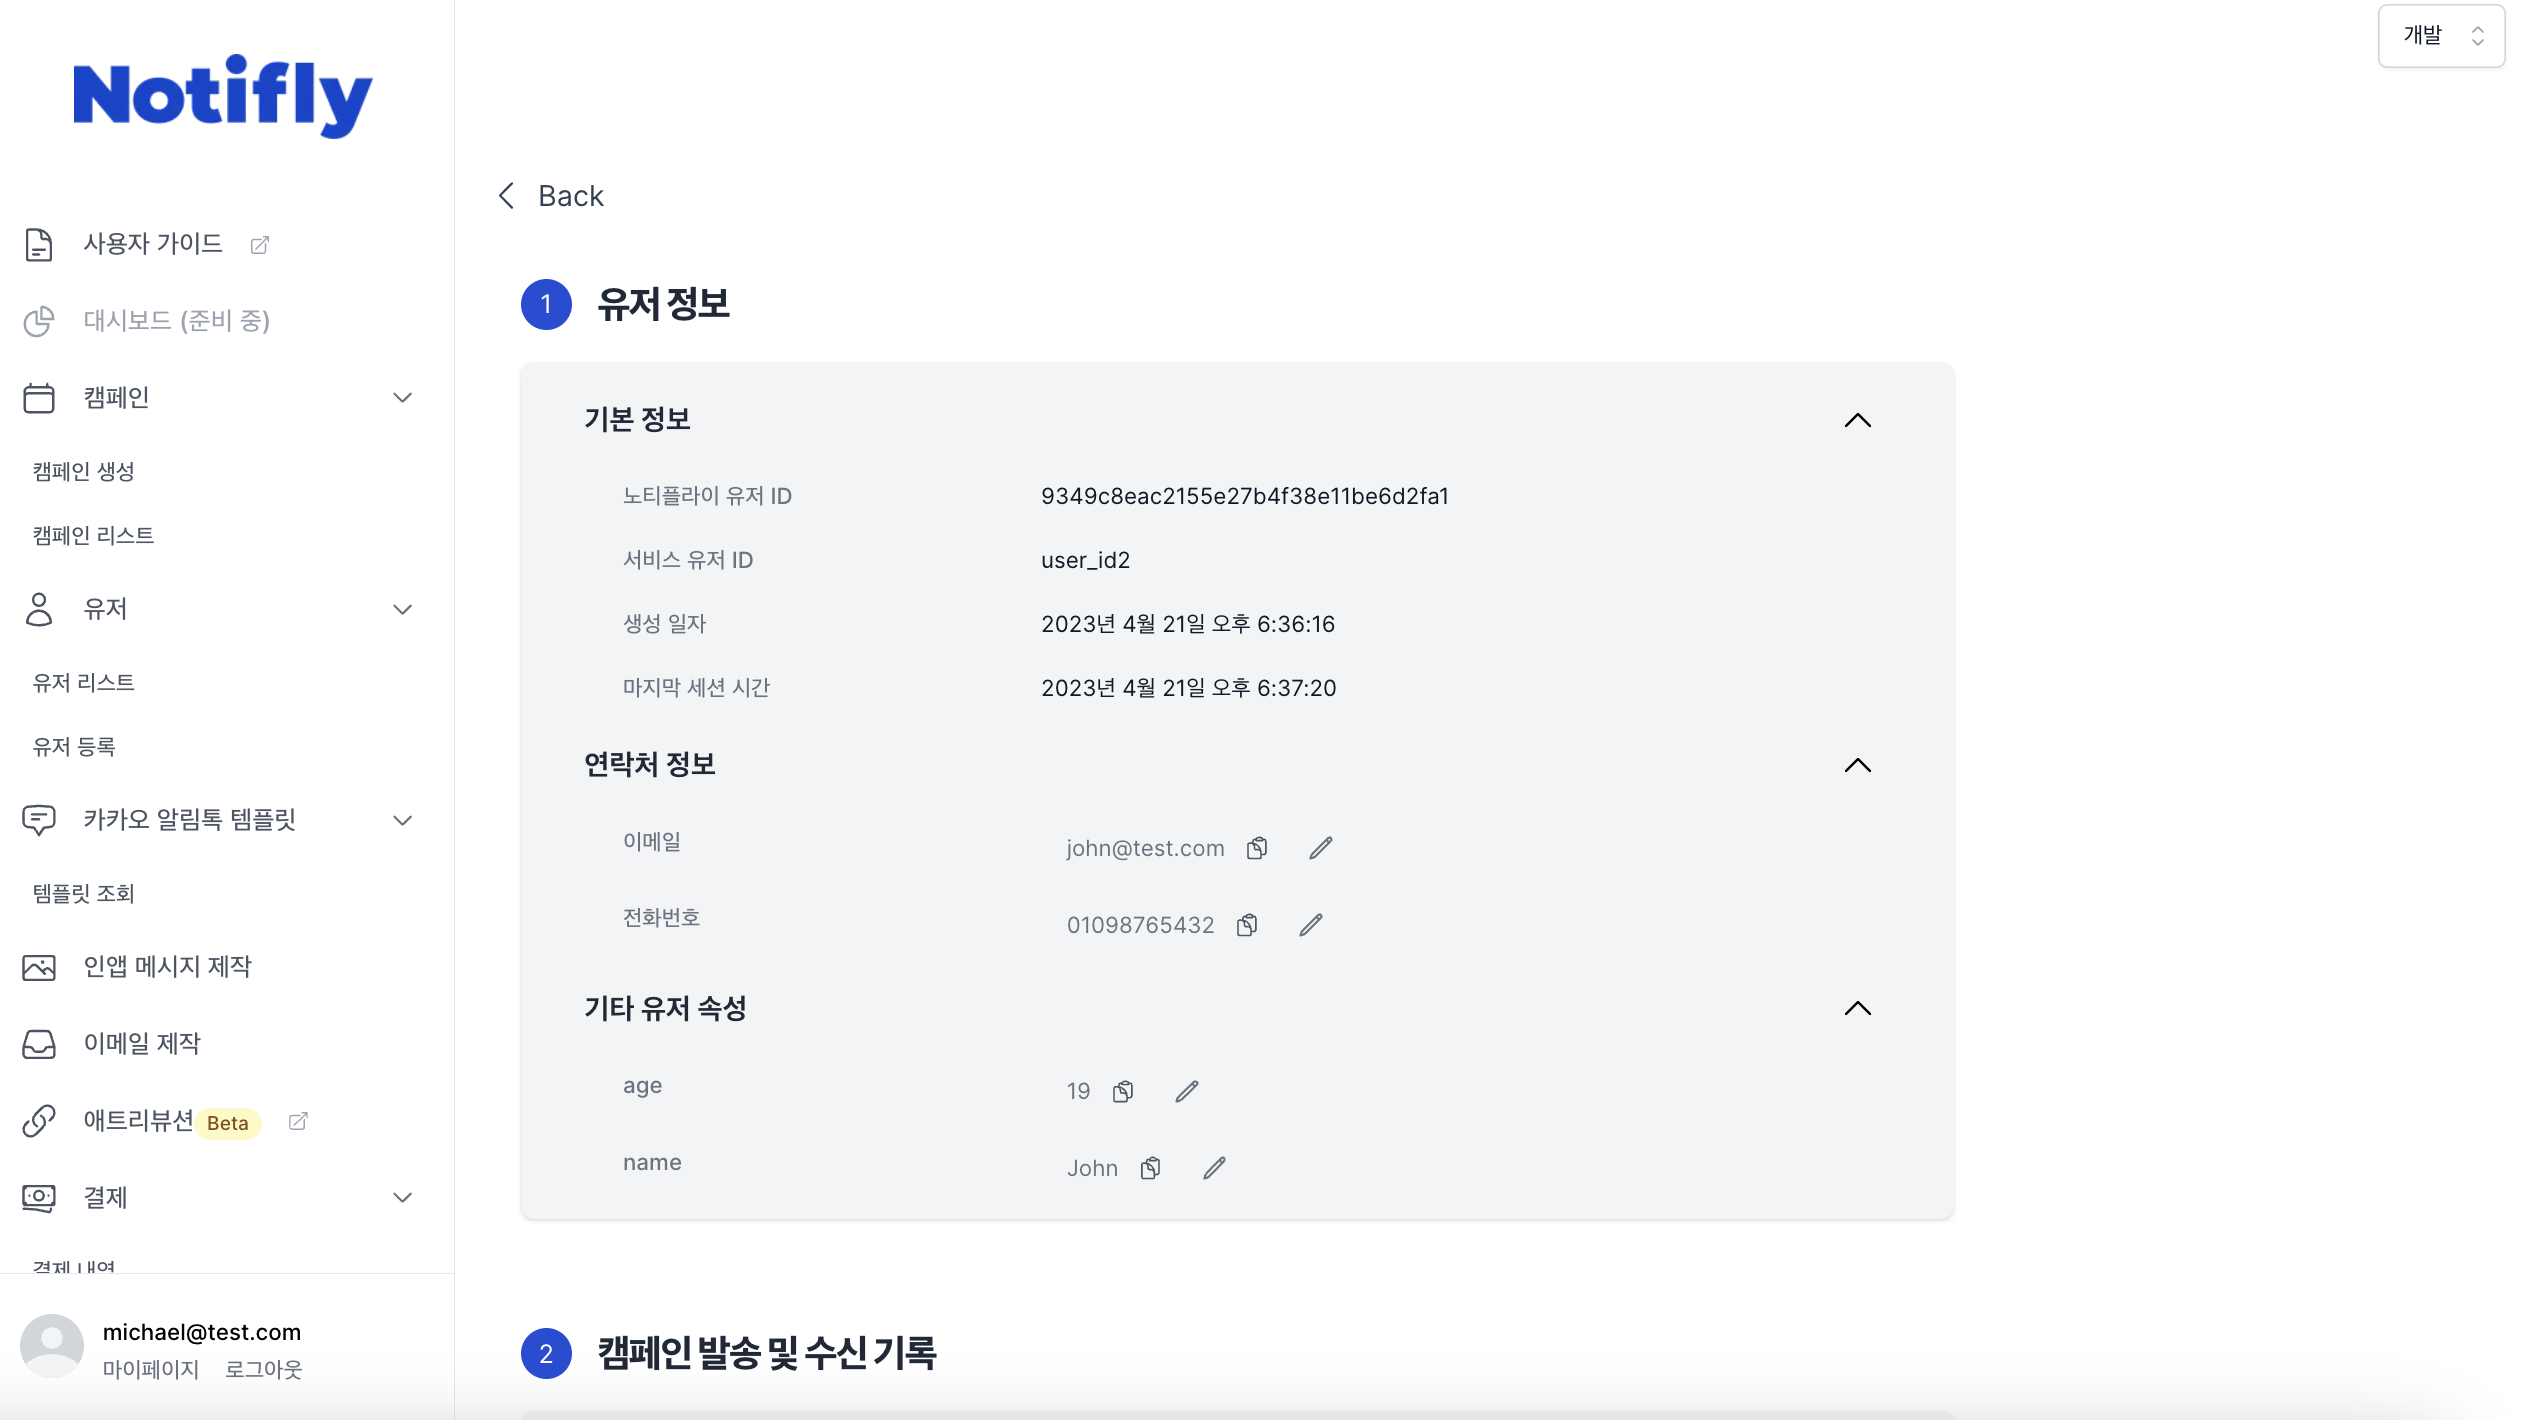 Notifly
사용자 가이드
대시보드 (준비 중)
캠페인
캠페인 생성
캠페인 리스트
유저
유저 리스트
유저 등록
카카오 알림톡 템플릿
템플릿 조회
인앱 메시지 제작
이메일 제작
애트리뷰션 Beta
결제
결제 내역
michael@test.com
마이페이지 로그아웃
개발
Back
1 유저 정보
기본 정보
노티플라이 유저 ID 9349c8eac2155e27b4f38e11be6d2fa1
서비스 유저 ID user_id2
생성 일자 2023년 4월 21일 오후 6:36:16
마지막 세션 시간 2023년 4월 21일 오후 6:37:20
연락처 정보
이메일 john@test.com
전화번호 01098765432
기타 유저 속성
age 19
name John
2 캠페인 발송 및 수신 기록